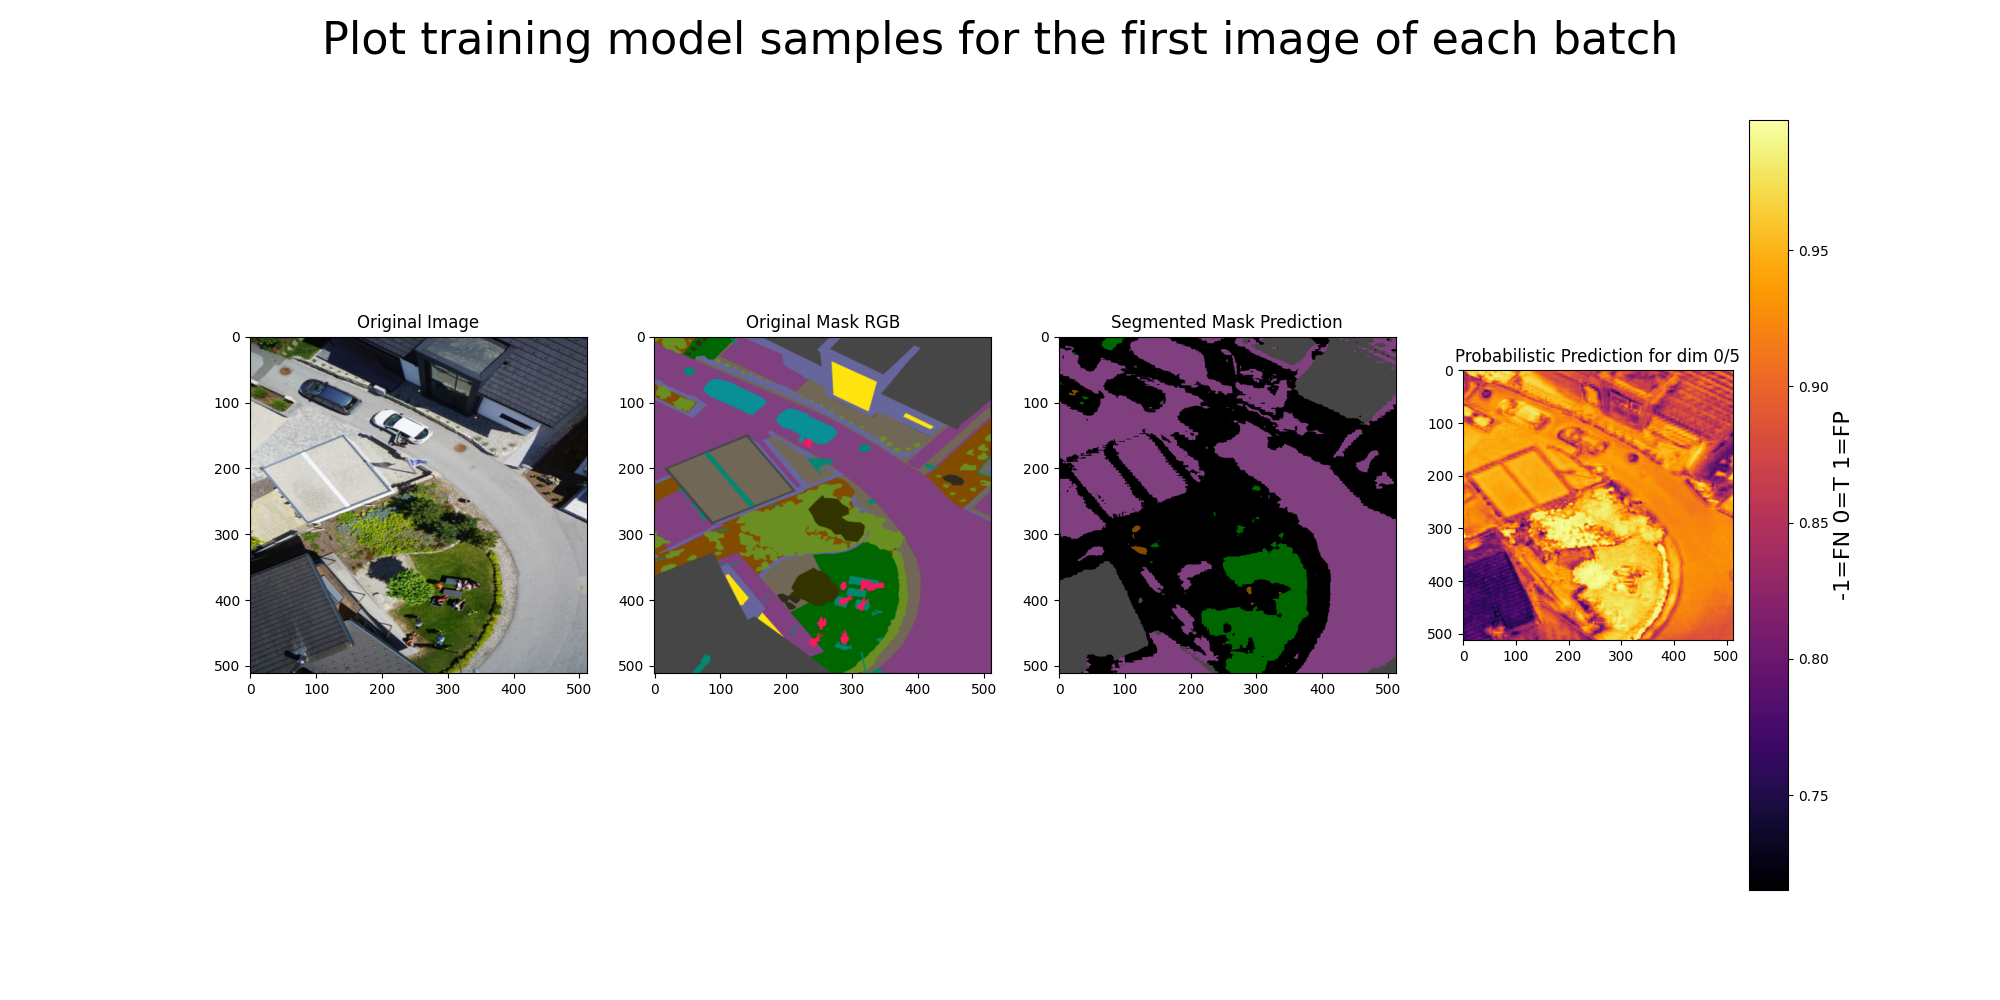 Plot training model samples for the first image of each batch
Original Image
0
100
200
300
400
500
0 100 200 300 400 500
Original Mask RGB
0
100
200
300
400
500
0 100 200 300 400 500
Segmented Mask Prediction
0
100
200
300
400
500
0 100 200 300 400 500
Probabilistic Prediction for dim 0/5
0
100
200
300
400
500
0 100 200 300 400 500
0.95
0.90
0.85
0.80
0.75
-1=FN 0=T 1=FP